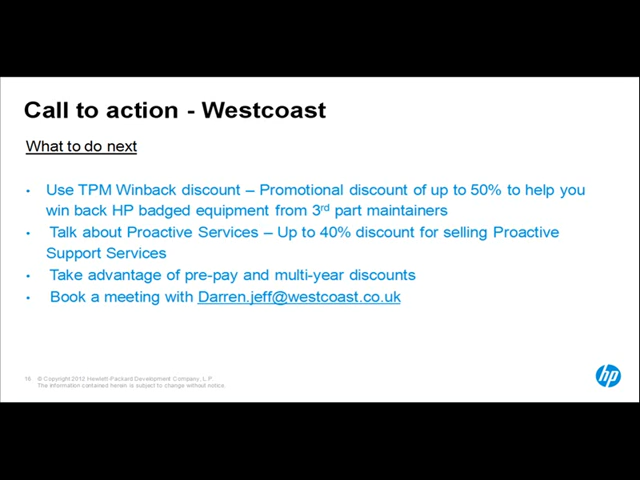 Call to action - Westcoast
What to do next
• Use TPM Winback discount – Promotional discount of up to 50% to help you
win back HP badged equipment from 3rd part maintainers
• Talk about Proactive Services – Up to 40% discount for selling Proactive
Support Services
• Take advantage of pre-pay and multi-year discounts
• Book a meeting with Darren.jeff@westcoast.co.uk
16 © Copyright 2012 Hewlett-Packard Development Company, L.P.
The information contained herein is subject to change without notice.
hp